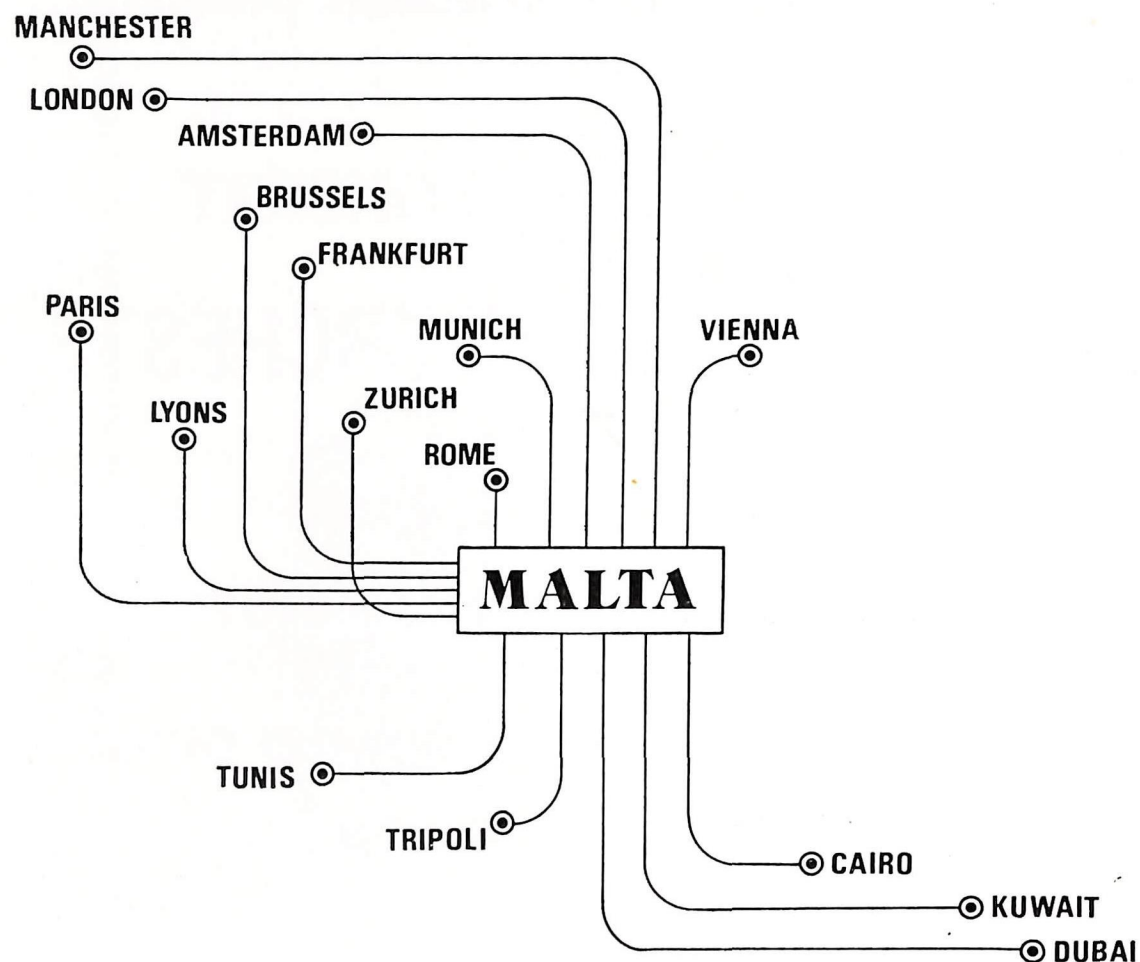 MANCHESTER
LONDON
AMSTERDAM
BRUSSELS
FRANKFURT
PARIS
MUNICH
VIENNA
ZURICH
LYONS
ROME
MALTA
TUNIS
TRIPOLI
CAIRO
KUWAIT
DUBAI